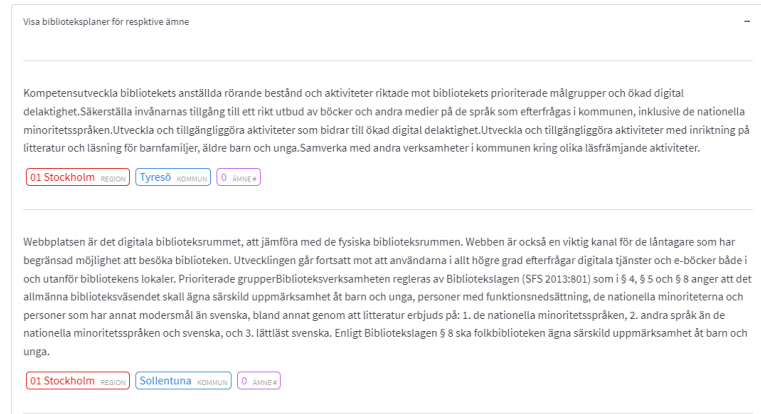 Visa biblioteksplaner för respktive ämne –
Kompetensutveckla bibliotekets anställda rörande bestånd och aktiviteter riktade mot bibliotekets prioriterade målgrupper och ökad digital
delaktighet.Säkerställa invånarnas tillgång till ett rikt utbud av böcker och andra medier på de språk som efterfrågas i kommunen, inklusive de nationella
minoritetsspråken.Utveckla och tillgängliggöra aktiviteter som bidrar till ökad digital delaktighet.Utveckla och tillgängliggöra aktiviteter med inriktning på
litteratur och läsning för barnfamiljer, äldre barn och unga.Samverka med andra verksamheter i kommunen kring olika läsfrämjande aktiviteter.
01 Stockholm REGION Tyresö KOMMUN 0 ÄMNE #
Webbplatsen är det digitala biblioteksrummet, att jämföra med de fysiska biblioteksrummen. Webben är också en viktig kanal för de låntagare som har
begränsad möjlighet att besöka biblioteken. Utvecklingen går fortsatt mot att användarna i allt högre grad efterfrågar digitala tjänster och e-böcker både i
och utanför bibliotekens lokaler. Prioriterade grupperBiblioteksverksamheten regleras av Bibliotekslagen (SFS 2013:801) som i § 4, § 5 och § 8 anger att det
allmänna biblioteksväsendet skall ägna särskild uppmärksamhet åt barn och unga, personer med funktionsnedsättning, de nationella minoriteterna och
personer som har annat modersmål än svenska, bland annat genom att litteratur erbjuds på: 1. de nationella minoritetsspråken, 2. andra språk än de
nationella minoritetsspråken och svenska, och 3. lättläst svenska. Enligt Bibliotekslagen § 8 ska folkbiblioteken ägna särskild uppmärksamhet åt barn och
unga.
01 Stockholm REGION Sollentuna KOMMUN 0 ÄMNE #